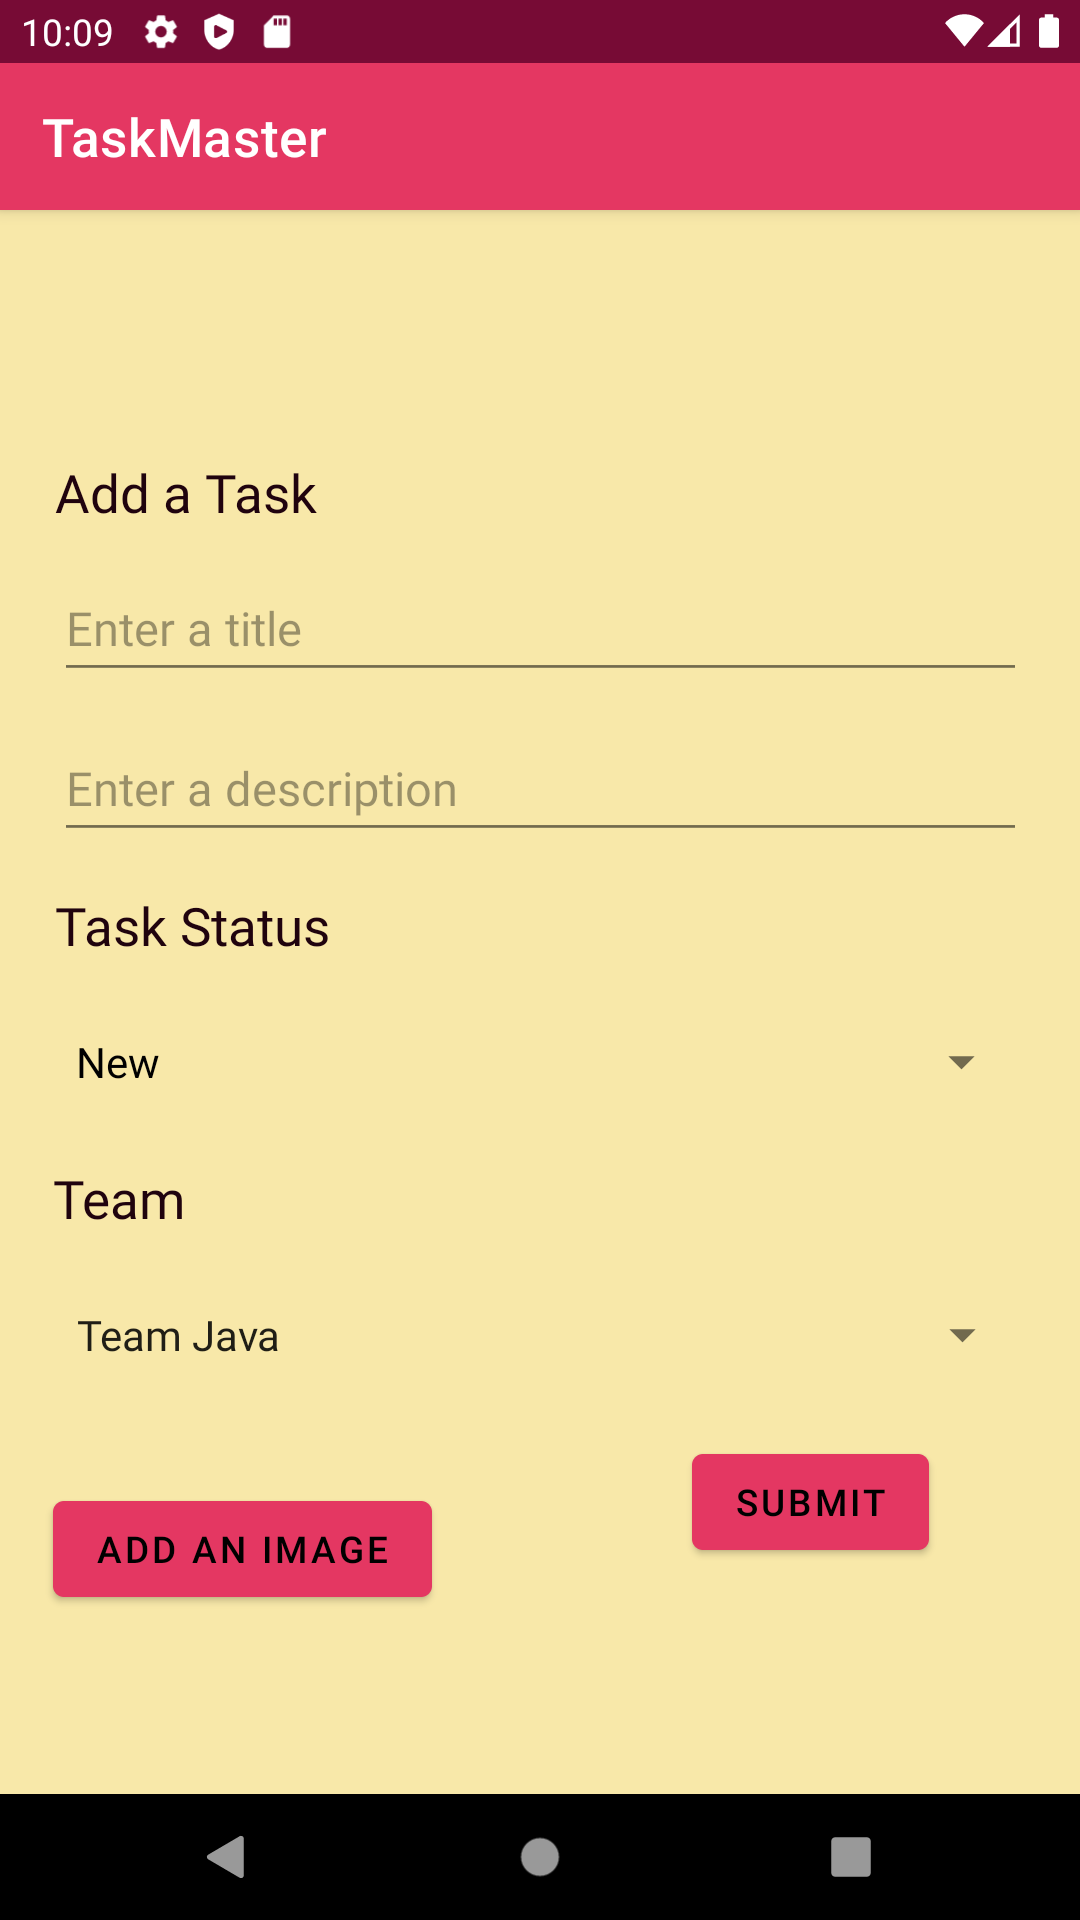 10:09
TaskMaster
Add a Task
Enter a title
Enter a description
Task Status
New
Team
Team Java
SUBMIT
ADD AN IMAGE